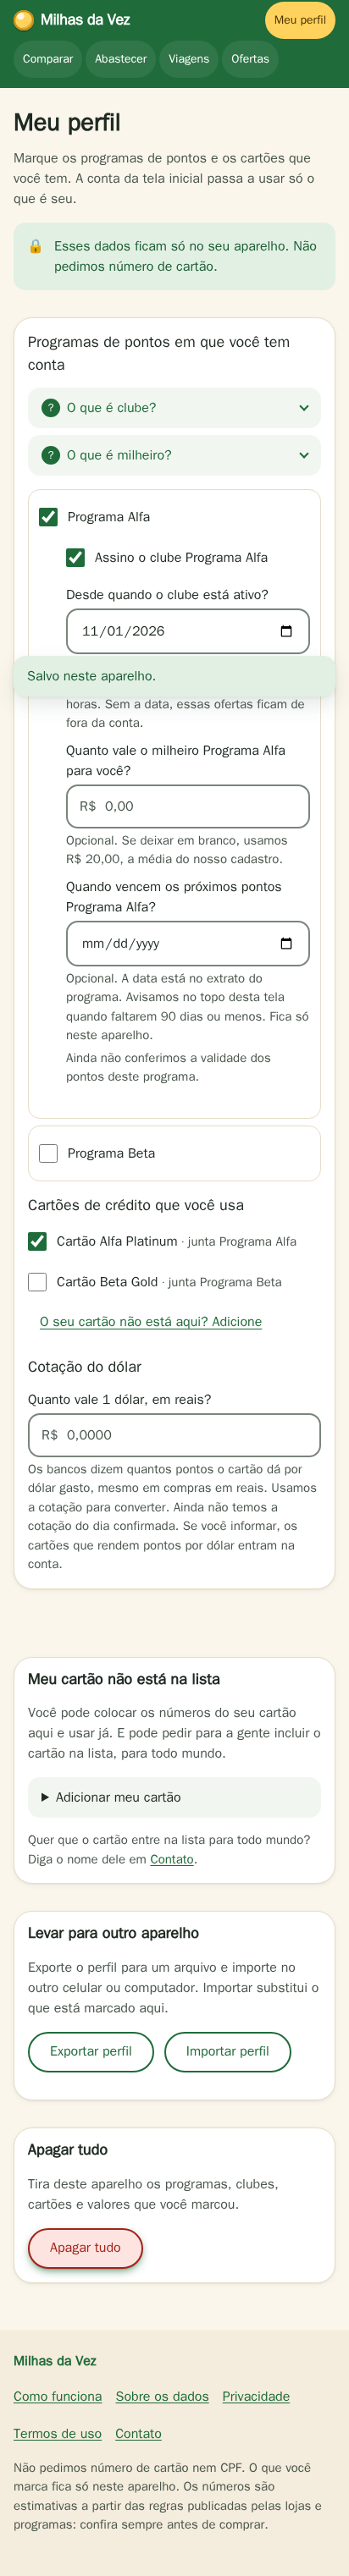 Milhas da Vez
Meu perfil
Comparar
Abastecer
Viagens
Ofertas
Meu perfil
Marque os programas de pontos e os cartões que
você tem. A conta da tela inicial passa a usar só o
que é seu.
Esses dados ficam só no seu aparelho. Não
pedimos número de cartão.
Programas de pontos em que você tem
conta
? O que é clube?
? O que é milheiro?
Programa Alfa
Assino o clube Programa Alfa
Desde quando o clube está ativo?
11/01/2026
Salvo neste aparelho.
horas. Sem a data, essas ofertas ficam de
fora da conta.
Quanto vale o milheiro Programa Alfa
para você?
R$ 0,00
Opcional. Se deixar em branco, usamos
R$ 20,00, a média do nosso cadastro.
Quando vencem os próximos pontos
Programa Alfa?
mm/dd/yyyy
Opcional. A data está no extrato do
programa. Avisamos no topo desta tela
quando faltarem 90 dias ou menos. Fica só
neste aparelho.
Ainda não conferimos a validade dos
pontos deste programa.
Programa Beta
Cartões de crédito que você usa
Cartão Alfa Platinum · junta Programa Alfa
Cartão Beta Gold · junta Programa Beta
O seu cartão não está aqui? Adicione
Cotação do dólar
Quanto vale 1 dólar, em reais?
R$ 0,0000
Os bancos dizem quantos pontos o cartão dá por
dólar gasto, mesmo em compras em reais. Usamos
a cotação para converter. Ainda não temos a
cotação do dia confirmada. Se você informar, os
cartões que rendem pontos por dólar entram na
conta.
Meu cartão não está na lista
Você pode colocar os números do seu cartão
aqui e usar já. E pode pedir para a gente incluir o
cartão na lista, para todo mundo.
Adicionar meu cartão
Quer que o cartão entre na lista para todo mundo?
Diga o nome dele em Contato.
Levar para outro aparelho
Exporte o perfil para um arquivo e importe no
outro celular ou computador. Importar substitui o
que está marcado aqui.
Exportar perfil
Importar perfil
Apagar tudo
Tira deste aparelho os programas, clubes,
cartões e valores que você marcou.
Apagar tudo
Milhas da Vez
Como funciona
Sobre os dados
Privacidade
Termos de uso
Contato
Não pedimos número de cartão nem CPF. O que você
marca fica só neste aparelho. Os números são
estimativas a partir das regras publicadas pelas lojas e
programas: confira sempre antes de comprar.